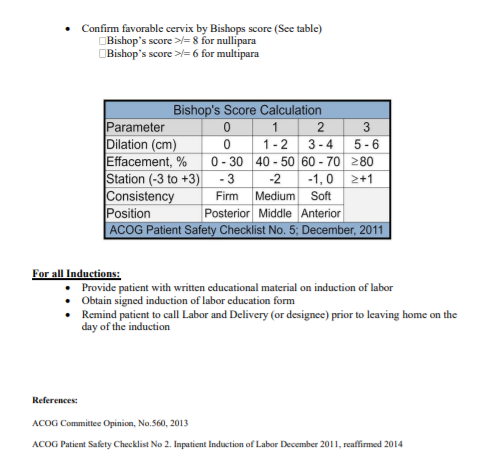 • Confirm favorable cervix by Bishops score (See table)
□Bishop's score >/= 8 for nullipara
□Bishop's score >/= 6 for multipara
Bishop's Score Calculation
Parameter 0 1 2 3
Dilation (cm) 0 1 - 2 3 - 4 5 - 6
Effacement, % 0 - 30 40 - 50 60 - 70 ≥80
Station (-3 to +3) - 3 -2 -1, 0 ≥+1
Consistency Firm Medium Soft
Position Posterior Middle Anterior
ACOG Patient Safety Checklist No. 5; December, 2011
For all Inductions:
• Provide patient with written educational material on induction of labor
• Obtain signed induction of labor education form
• Remind patient to call Labor and Delivery (or designee) prior to leaving home on the
day of the induction
References:
ACOG Committee Opinion, No.560, 2013
ACOG Patient Safety Checklist No 2. Inpatient Induction of Labor December 2011, reaffirmed 2014